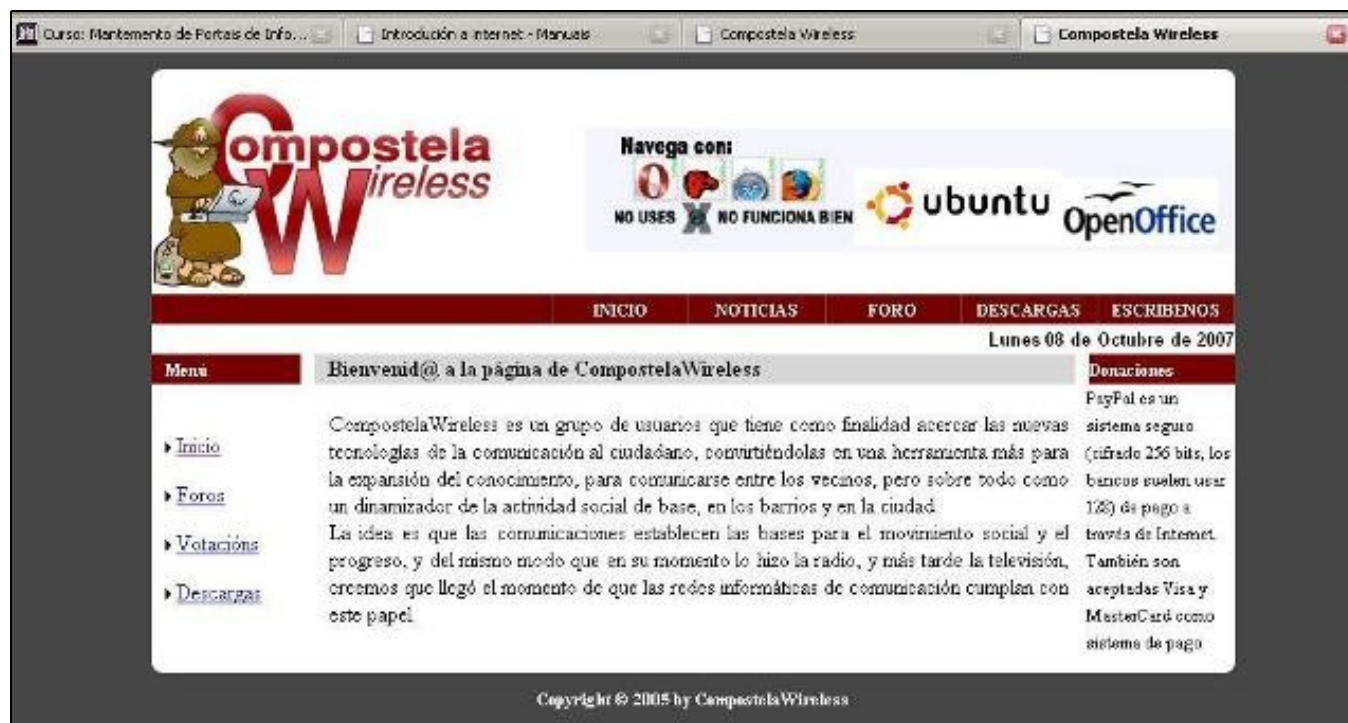 Curso: Mantemento de Portais de Info...
Introdución a Internet - Manuais
Compostela Wireless
Compostela Wireless
Compostela
Wireless
Navega con:
NO USES
NO FUNCIONA BIEN
ubuntu
OpenOffice
INICIO
NOTICIAS
FORO
DESCARGAS
ESCRIBENOS
Lunes 08 de Octubre de 2007
Menú
Inicio
Foros
Votacións
Descargas
Bienvenid@ a la página de CompostelaWireless
CompostelaWireless es un grupo de usuarios que tiene como finalidad acercar las nuevas
tecnologías de la comunicación al ciudadano, convirtiéndolas en una herramienta más para
la expansión del conocimiento, para comunicarse entre los vecinos, pero sobre todo como
un dinamizador de la actividad social de base, en los barrios y en la ciudad.
La idea es que las comunicaciones establecen las bases para el movimiento social y el
progreso, y del mismo modo que en su momento lo hizo la radio, y más tarde la televisión,
creemos que llegó el momento de que las redes informáticas de comunicación cumplan con
este papel.
Donaciones
PayPal es un
sistema seguro
(cifrado 256 bits, los
bancos suelen usar
128) de pago a
través de Internet.
También son
aceptadas Visa y
MasterCard como
sistema de pago
Copyright © 2005 by CompostelaWireless